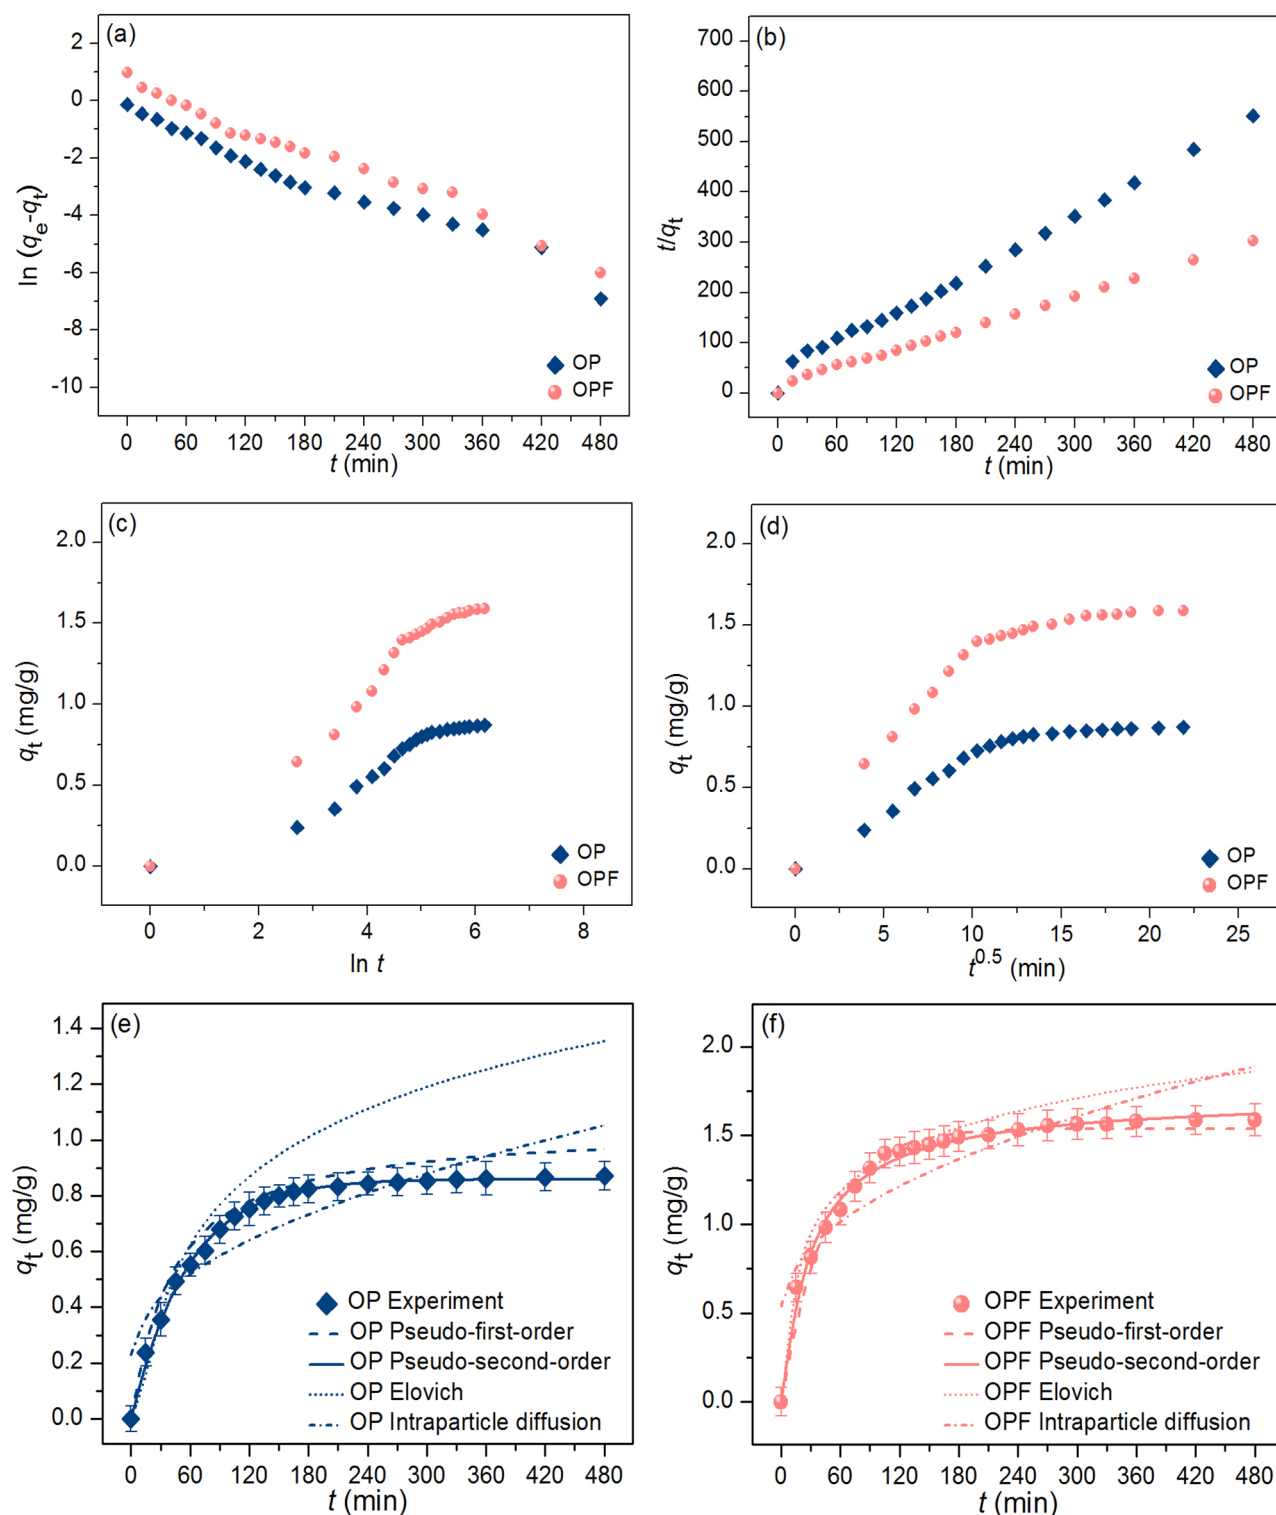 (a)
2
0
-2
-4
-6
-8
-10
ln (qe-qt)
OP
OPF
0 60 120 180 240 300 360 420 480
t (min)
(b)
700
600
500
400
300
200
100
0
t/qt
OP
OPF
0 60 120 180 240 300 360 420 480
t (min)
(c)
2.0
1.5
1.0
0.5
0.0
qt (mg/g)
OP
OPF
0 2 4 6 8
ln t
(d)
2.0
1.5
1.0
0.5
0.0
qt (mg/g)
OP
OPF
0 5 10 15 20 25
t0.5 (min)
(e)
1.4
1.2
1.0
0.8
0.6
0.4
0.2
0.0
qt (mg/g)
OP Experiment
OP Pseudo-first-order
OP Pseudo-second-order
OP Elovich
OP Intraparticle diffusion
0 60 120 180 240 300 360 420 480
t (min)
(f)
2.0
1.5
1.0
0.5
0.0
qt (mg/g)
OPF Experiment
OPF Pseudo-first-order
OPF Pseudo-second-order
OPF Elovich
OPF Intraparticle diffusion
0 60 120 180 240 300 360 420 480
t (min)